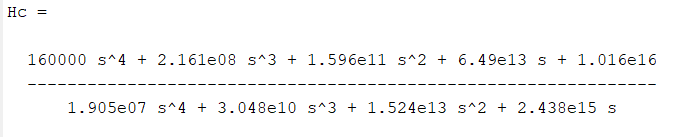 Hc =
160000 s^4 + 2.161e08 s^3 + 1.596e11 s^2 + 6.49e13 s + 1.016e16
---------------------------------------------------------------
1.905e07 s^4 + 3.048e10 s^3 + 1.524e13 s^2 + 2.438e15 s